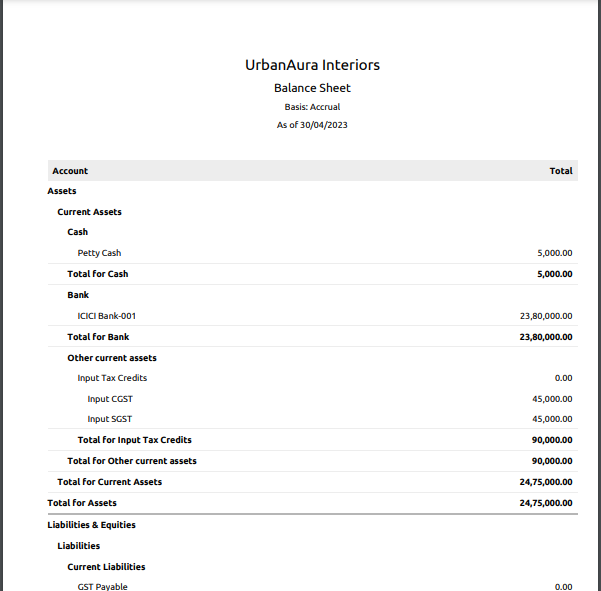 UrbanAura Interiors
Balance Sheet
Basis: Accrual
As of 30/04/2023
Account Total
Assets
Current Assets
Cash
Petty Cash 5,000.00
Total for Cash 5,000.00
Bank
ICICI Bank-001 23,80,000.00
Total for Bank 23,80,000.00
Other current assets
Input Tax Credits 0.00
Input CGST 45,000.00
Input SGST 45,000.00
Total for Input Tax Credits 90,000.00
Total for Other current assets 90,000.00
Total for Current Assets 24,75,000.00
Total for Assets 24,75,000.00
Liabilities & Equities
Liabilities
Current Liabilities
GST Payable 0.00